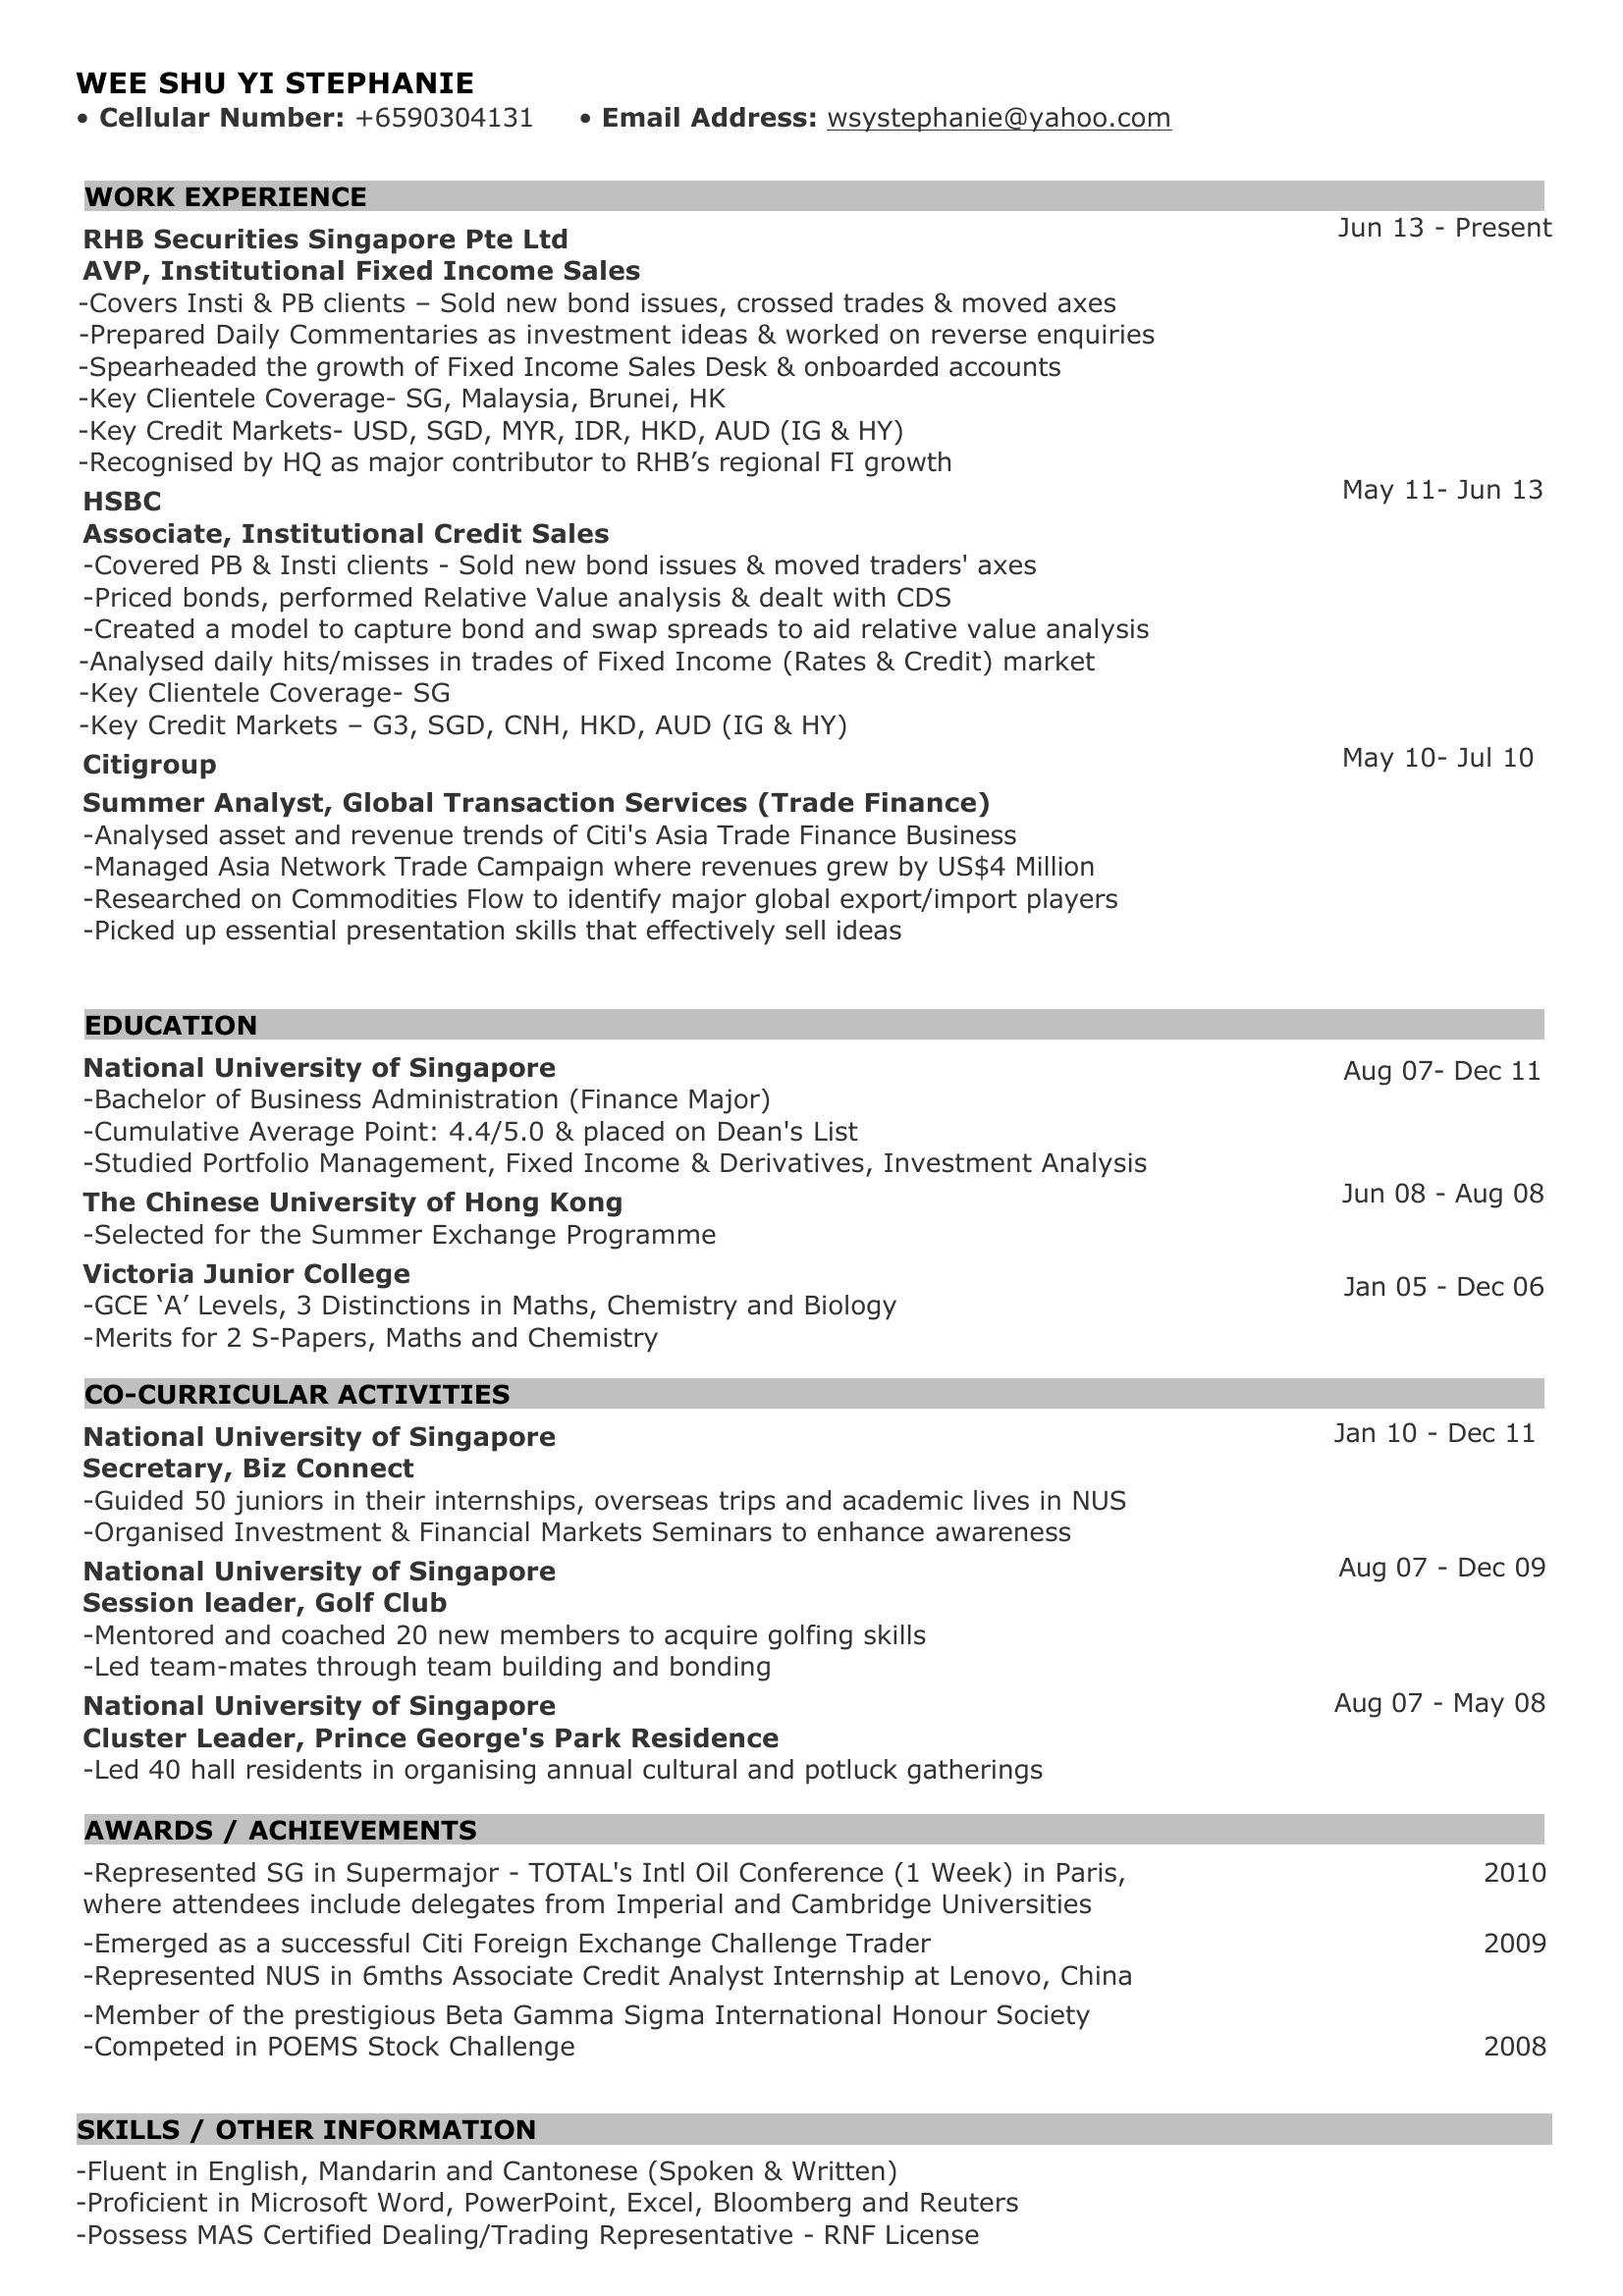 WEE SHU YI STEPHANIE
• Cellular Number: +6590304131 • Email Address: wsystephanie@yahoo.com
WORK EXPERIENCE
RHB Securities Singapore Pte Ltd Jun 13 - Present
AVP, Institutional Fixed Income Sales
-Covers Insti & PB clients – Sold new bond issues, crossed trades & moved axes
-Prepared Daily Commentaries as investment ideas & worked on reverse enquiries
-Spearheaded the growth of Fixed Income Sales Desk & onboarded accounts
-Key Clientele Coverage- SG, Malaysia, Brunei, HK
-Key Credit Markets- USD, SGD, MYR, IDR, HKD, AUD (IG & HY)
-Recognised by HQ as major contributor to RHB’s regional FI growth
HSBC May 11- Jun 13
Associate, Institutional Credit Sales
-Covered PB & Insti clients - Sold new bond issues & moved traders' axes
-Priced bonds, performed Relative Value analysis & dealt with CDS
-Created a model to capture bond and swap spreads to aid relative value analysis
-Analysed daily hits/misses in trades of Fixed Income (Rates & Credit) market
-Key Clientele Coverage- SG
-Key Credit Markets – G3, SGD, CNH, HKD, AUD (IG & HY)
Citigroup May 10- Jul 10
Summer Analyst, Global Transaction Services (Trade Finance)
-Analysed asset and revenue trends of Citi's Asia Trade Finance Business
-Managed Asia Network Trade Campaign where revenues grew by US$4 Million
-Researched on Commodities Flow to identify major global export/import players
-Picked up essential presentation skills that effectively sell ideas
EDUCATION
National University of Singapore Aug 07- Dec 11
-Bachelor of Business Administration (Finance Major)
-Cumulative Average Point: 4.4/5.0 & placed on Dean's List
-Studied Portfolio Management, Fixed Income & Derivatives, Investment Analysis
The Chinese University of Hong Kong Jun 08 - Aug 08
-Selected for the Summer Exchange Programme
Victoria Junior College Jan 05 - Dec 06
-GCE ‘A’ Levels, 3 Distinctions in Maths, Chemistry and Biology
-Merits for 2 S-Papers, Maths and Chemistry
CO-CURRICULAR ACTIVITIES
National University of Singapore Jan 10 - Dec 11
Secretary, Biz Connect
-Guided 50 juniors in their internships, overseas trips and academic lives in NUS
-Organised Investment & Financial Markets Seminars to enhance awareness
National University of Singapore Aug 07 - Dec 09
Session leader, Golf Club
-Mentored and coached 20 new members to acquire golfing skills
-Led team-mates through team building and bonding
National University of Singapore Aug 07 - May 08
Cluster Leader, Prince George's Park Residence
-Led 40 hall residents in organising annual cultural and potluck gatherings
AWARDS / ACHIEVEMENTS
-Represented SG in Supermajor - TOTAL's Intl Oil Conference (1 Week) in Paris, 2010
where attendees include delegates from Imperial and Cambridge Universities
-Emerged as a successful Citi Foreign Exchange Challenge Trader 2009
-Represented NUS in 6mths Associate Credit Analyst Internship at Lenovo, China
-Member of the prestigious Beta Gamma Sigma International Honour Society
-Competed in POEMS Stock Challenge 2008
SKILLS / OTHER INFORMATION
-Fluent in English, Mandarin and Cantonese (Spoken & Written)
-Proficient in Microsoft Word, PowerPoint, Excel, Bloomberg and Reuters
-Possess MAS Certified Dealing/Trading Representative - RNF License